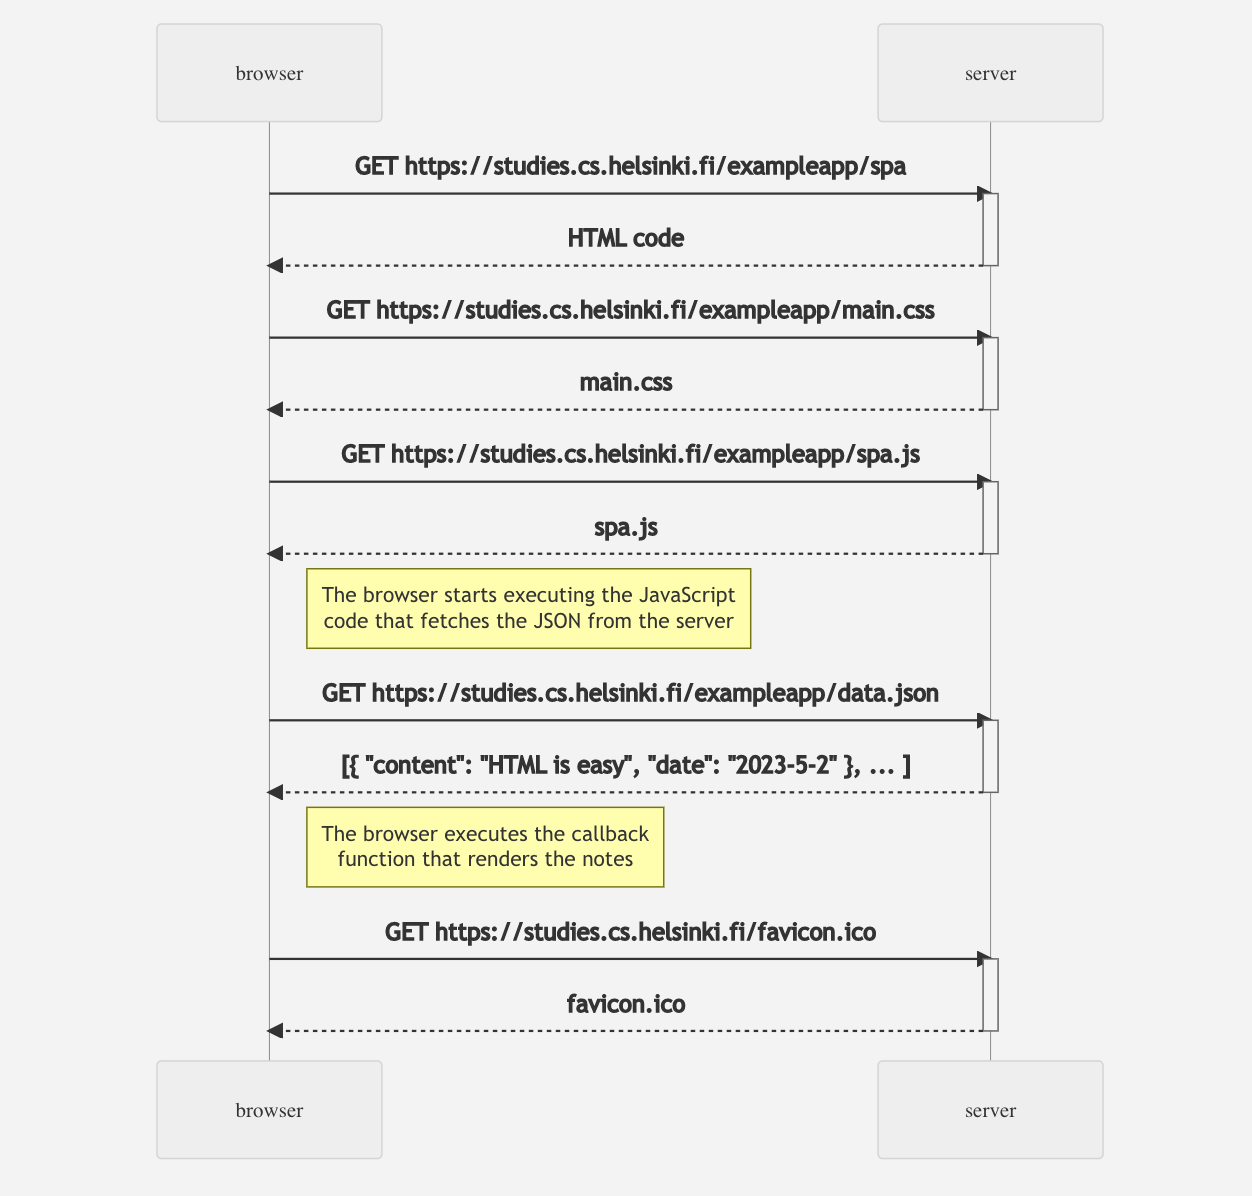 browser
server
GET https://studies.cs.helsinki.fi/exampleapp/spa
HTML code
GET https://studies.cs.helsinki.fi/exampleapp/main.css
main.css
GET https://studies.cs.helsinki.fi/exampleapp/spa.js
spa.js
The browser starts executing the JavaScript
code that fetches the JSON from the server
GET https://studies.cs.helsinki.fi/exampleapp/data.json
[{ "content": "HTML is easy", "date": "2023-5-2" }, ... ]
The browser executes the callback
function that renders the notes
GET https://studies.cs.helsinki.fi/favicon.ico
favicon.ico
browser
server